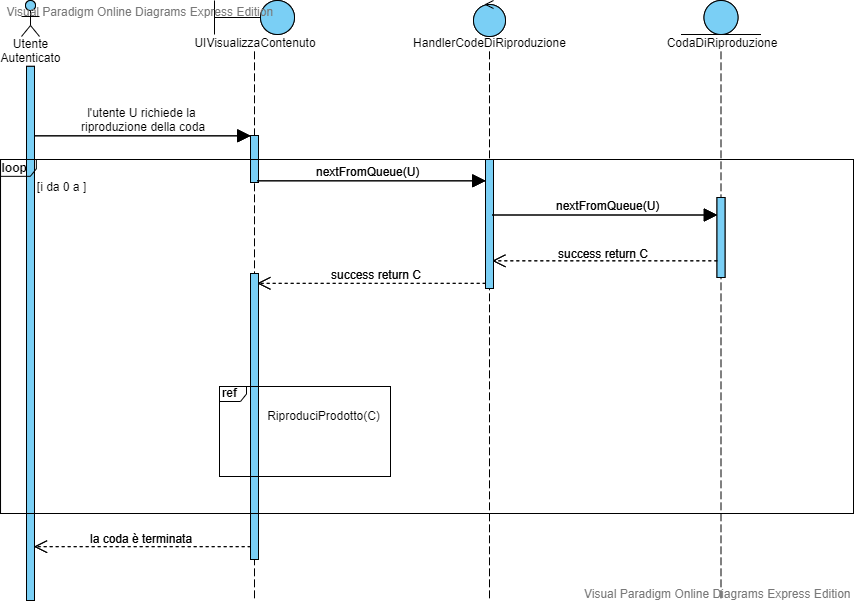 Visual Paradigm Online Diagrams Express Edition
Utente
Autenticato
UIVisualizzaContenuto
HandlerCodeDiRiproduzione
CodaDiRiproduzione
l'utente U richiede la
riproduzione della coda
loop
[i da 0 a ]
nextFromQueue(U)
nextFromQueue(U)
success return C
success return C
ref
RiproduciProdotto(C)
la coda è terminata
Visual Paradigm Online Diagrams Express Edition